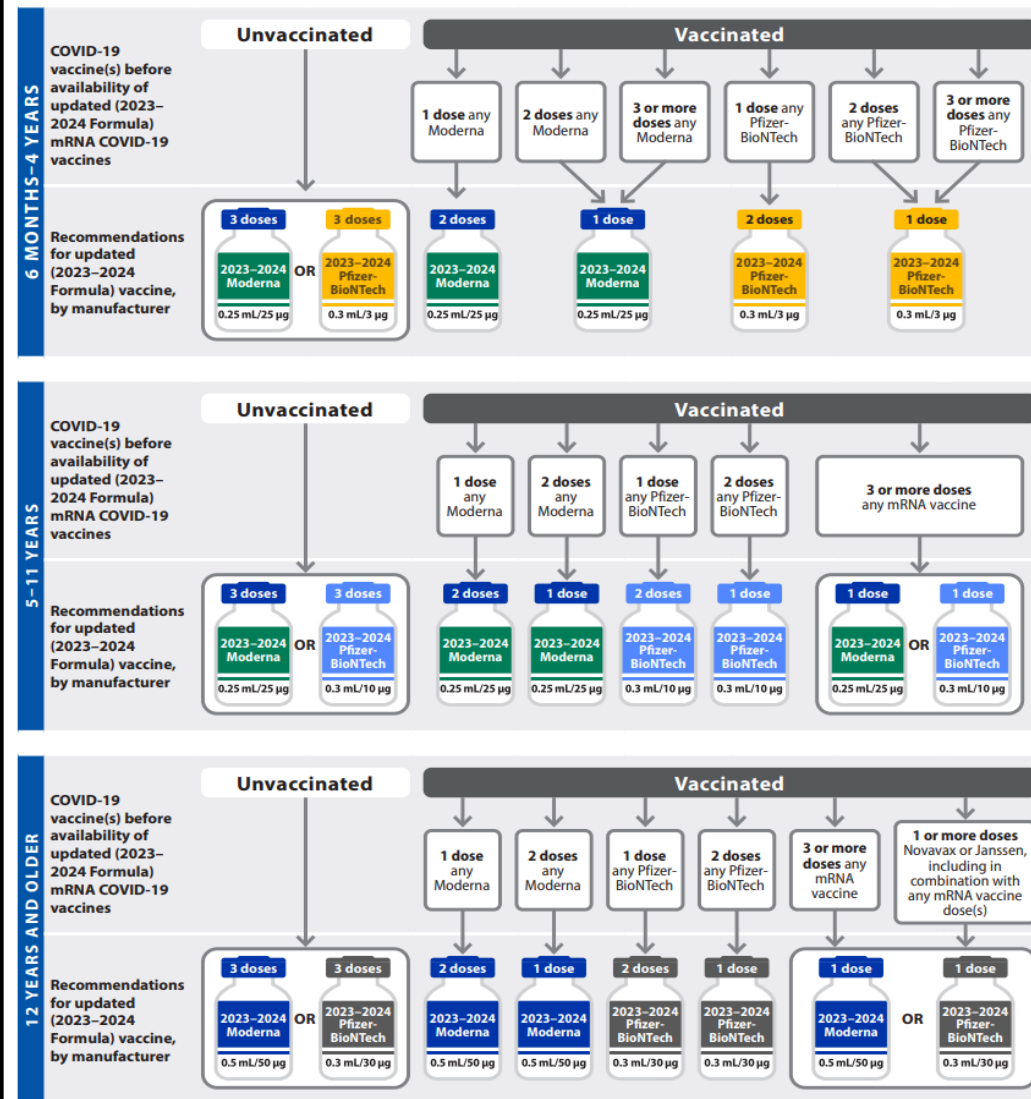 6 MONTHS–4 YEARS
COVID-19
vaccine(s) before
availability of
updated (2023–
2024 Formula)
mRNA COVID-19
vaccines
Unvaccinated
Vaccinated
1 dose any
Moderna
2 doses any
Moderna
3 or more
doses any
Moderna
1 dose any
Pfizer-
BioNTech
2 doses
any Pfizer-
BioNTech
3 or more
doses any
Pfizer-
BioNTech
Recommendations
for updated
(2023–2024
Formula) vaccine,
by manufacturer
3 doses
2023–2024
Moderna
0.25 mL/25 µg
OR
3 doses
2023–2024
Pfizer-
BioNTech
0.3 mL/3 µg
2 doses
2023–2024
Moderna
0.25 mL/25 µg
1 dose
2023–2024
Moderna
0.25 mL/25 µg
2 doses
2023–2024
Pfizer-
BioNTech
0.3 mL/3 µg
1 dose
2023–2024
Pfizer-
BioNTech
0.3 mL/3 µg
5–11 YEARS
COVID-19
vaccine(s) before
availability of
updated (2023–
2024 Formula)
mRNA COVID-19
vaccines
Unvaccinated
Vaccinated
1 dose
any
Moderna
2 doses
any
Moderna
1 dose
any Pfizer-
BioNTech
2 doses
any Pfizer-
BioNTech
3 or more doses
any mRNA vaccine
Recommendations
for updated
(2023–2024
Formula) vaccine,
by manufacturer
3 doses
2023–2024
Moderna
0.25 mL/25 µg
OR
3 doses
2023–2024
Pfizer-
BioNTech
0.3 mL/10 µg
2 doses
2023–2024
Moderna
0.25 mL/25 µg
1 dose
2023–2024
Moderna
0.25 mL/25 µg
2 doses
2023–2024
Pfizer-
BioNTech
0.3 mL/10 µg
1 dose
2023–2024
Pfizer-
BioNTech
0.3 mL/10 µg
1 dose
2023–2024
Moderna
0.25 mL/25 µg
OR
1 dose
2023–2024
Pfizer-
BioNTech
0.3 mL/10 µg
12 YEARS AND OLDER
COVID-19
vaccine(s) before
availability of
updated (2023–
2024 Formula)
mRNA COVID-19
vaccines
Unvaccinated
Vaccinated
1 dose
any
Moderna
2 doses
any
Moderna
1 dose
any Pfizer-
BioNTech
2 doses
any Pfizer-
BioNTech
3 or more
doses any
mRNA
vaccine
1 or more doses
Novavax or Janssen,
including in
combination with
any mRNA vaccine
dose(s)
Recommendations
for updated
(2023–2024
Formula) vaccine,
by manufacturer
3 doses
2023–2024
Moderna
0.5 mL/50 µg
OR
3 doses
2023–2024
Pfizer-
BioNTech
0.3 mL/30 µg
2 doses
2023–2024
Moderna
0.5 mL/50 µg
1 dose
2023–2024
Moderna
0.5 mL/50 µg
2 doses
2023–2024
Pfizer-
BioNTech
0.3 mL/30 µg
1 dose
2023–2024
Pfizer-
BioNTech
0.3 mL/30 µg
1 dose
2023–2024
Moderna
0.5 mL/50 µg
OR
1 dose
2023–2024
Pfizer-
BioNTech
0.3 mL/30 µg